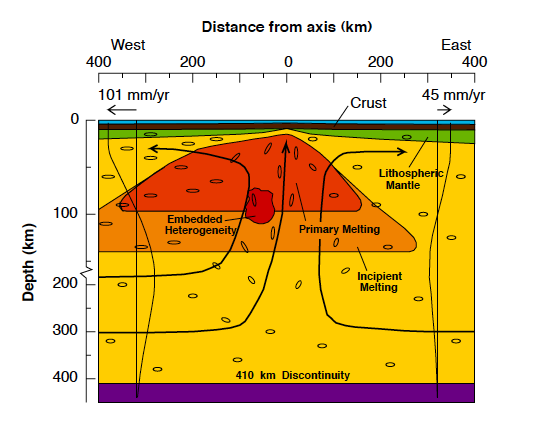 Distance from axis (km)
West
East
400 200 0 200 400
101 mm/yr
45 mm/yr
Crust
0
Lithospheric
Mantle
100
Embedded
Heterogeneity
Primary Melting
Depth (km)
Incipient
Melting
200
300
400
410 km Discontinuity